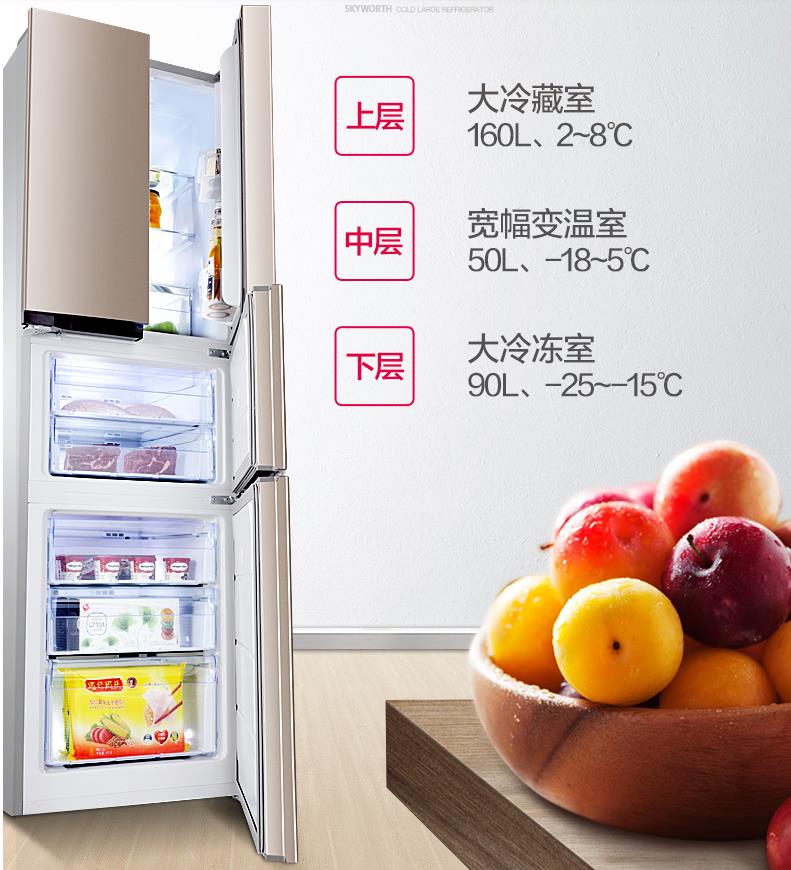 SKYWORTH COLD LARGE REFRIGERATOR
上层
大冷藏室
160L、2~8℃
中层
宽幅变温室
50L、-18~5℃
下层
大冷冻室
90L、-25~-15℃